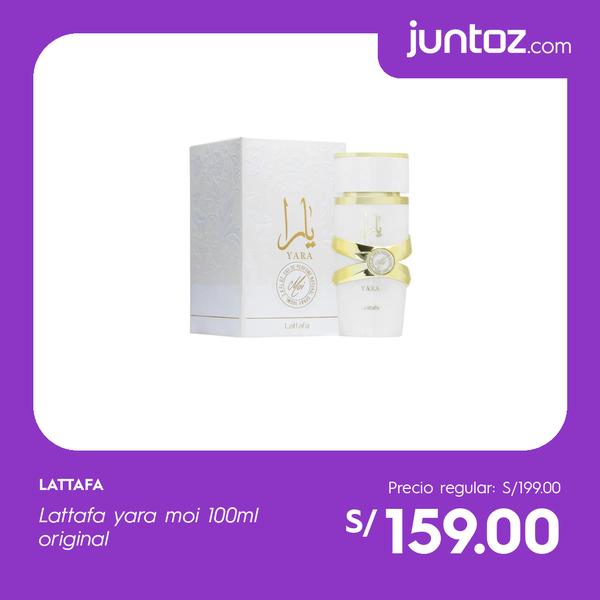 juntoz.com
يارا
YARA
Moi
Lattafa
YARA
Lattafa
LATTAFA
Lattafa yara moi 100ml
original
Precio regular: S/199.00
S/159.00